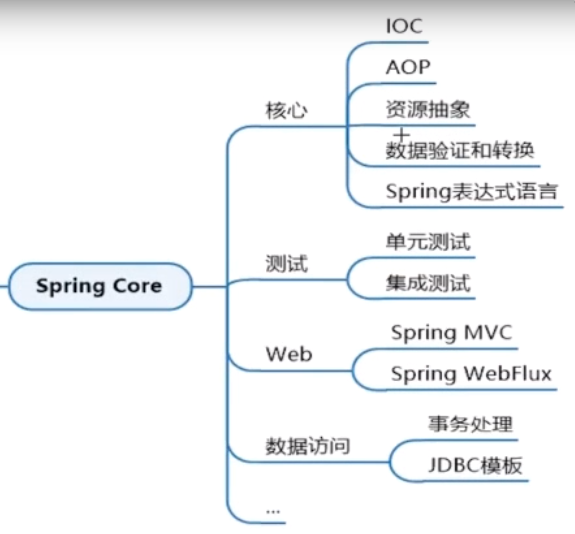 Spring Core
核心
IOC
AOP
资源抽象
数据验证和转换
Spring表达式语言
测试
单元测试
集成测试
Web
Spring MVC
Spring WebFlux
数据访问
事务处理
JDBC模板
...